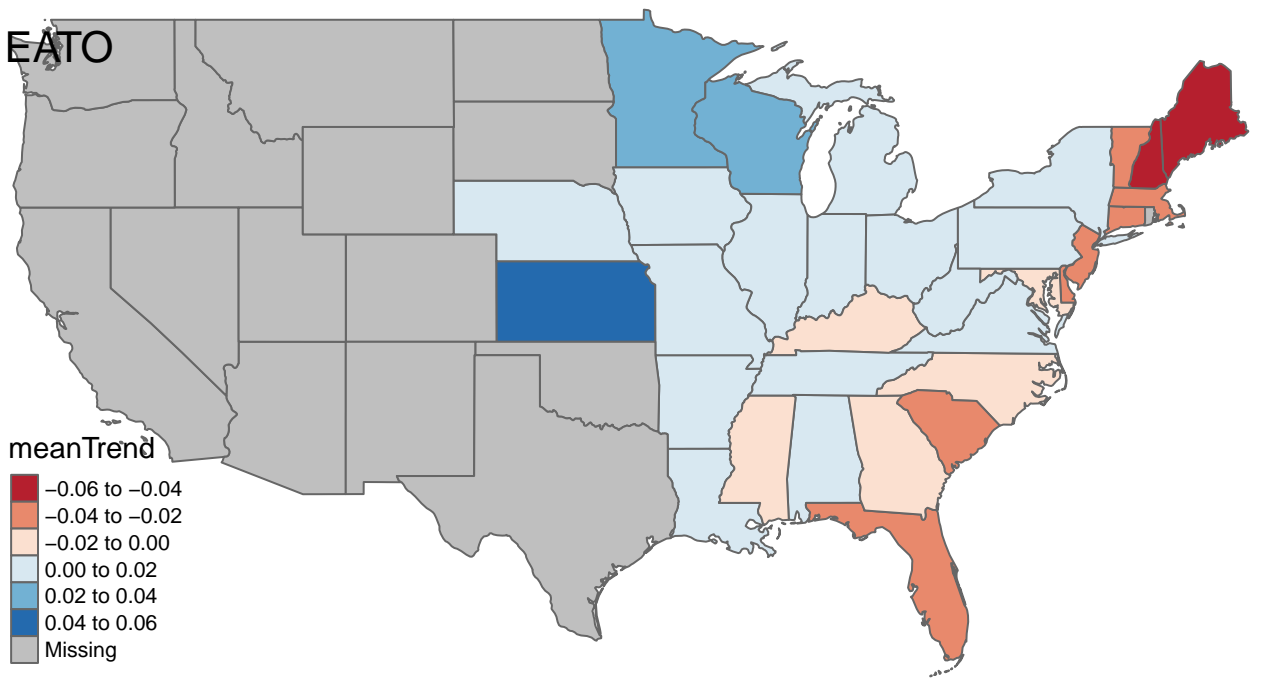 EATO
meanTrend
−0.06 to −0.04
−0.04 to −0.02
−0.02 to 0.00
0.00 to 0.02
0.02 to 0.04
0.04 to 0.06
Missing